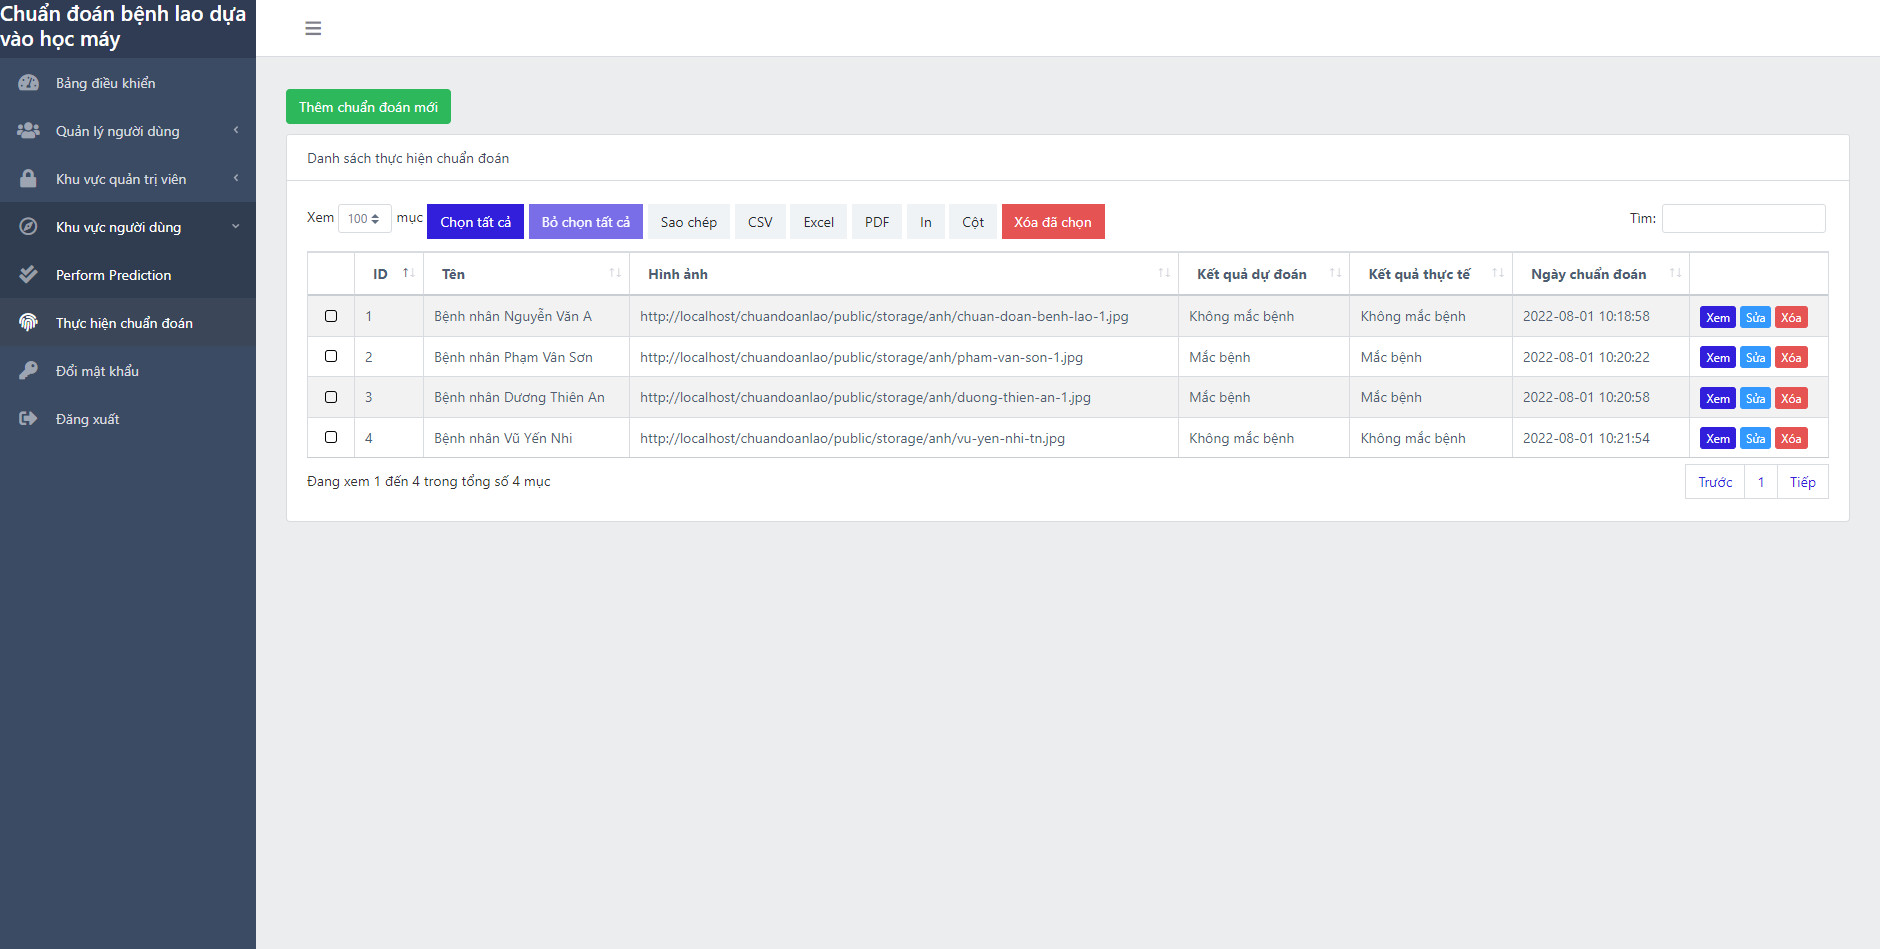 Chuẩn đoán bệnh lao dựa
vào học máy
Bảng điều khiển
Quản lý người dùng
Khu vực quản trị viên
Khu vực người dùng
Perform Prediction
Thực hiện chuẩn đoán
Đổi mật khẩu
Đăng xuất
Thêm chuẩn đoán mới
Danh sách thực hiện chuẩn đoán
Xem 100 mục Chọn tất cả Bỏ chọn tất cả Sao chép CSV Excel PDF In Cột Xóa đã chọn Tìm:
ID Tên Hình ảnh Kết quả dự đoán Kết quả thực tế Ngày chuẩn đoán
1 Bệnh nhân Nguyễn Văn A http://localhost/chuandoanlao/public/storage/anh/chuan-doan-benh-lao-1.jpg Không mắc bệnh Không mắc bệnh 2022-08-01 10:18:58 Xem Sửa Xóa
2 Bệnh nhân Phạm Văn Sơn http://localhost/chuandoanlao/public/storage/anh/pham-van-son-1.jpg Mắc bệnh Mắc bệnh 2022-08-01 10:20:22 Xem Sửa Xóa
3 Bệnh nhân Dương Thiên An http://localhost/chuandoanlao/public/storage/anh/duong-thien-an-1.jpg Mắc bệnh Mắc bệnh 2022-08-01 10:20:58 Xem Sửa Xóa
4 Bệnh nhân Vũ Yến Nhi http://localhost/chuandoanlao/public/storage/anh/vu-yen-nhi-tn.jpg Không mắc bệnh Không mắc bệnh 2022-08-01 10:21:54 Xem Sửa Xóa
Đang xem 1 đến 4 trong tổng số 4 mục
Trước 1 Tiếp